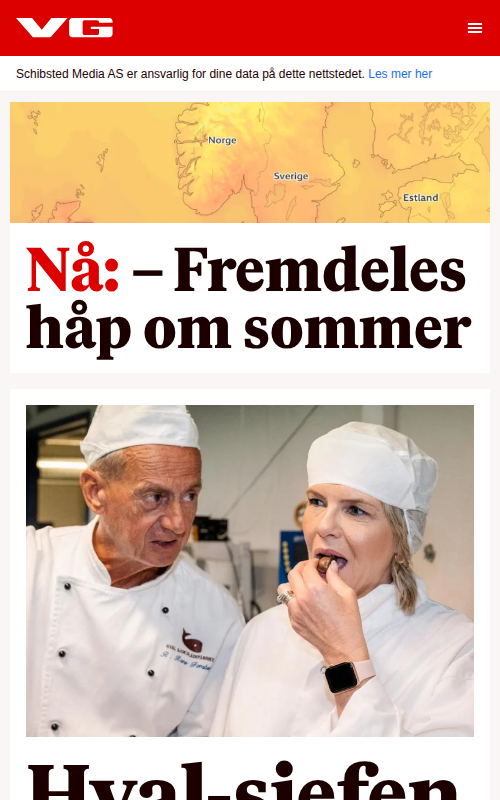 VG
Schibsted Media AS er ansvarlig for dine data på dette nettstedet. Les mer her
Norge
Sverige
Estland
Nå: – Fremdeles
håp om sommer
Hval-sjefen